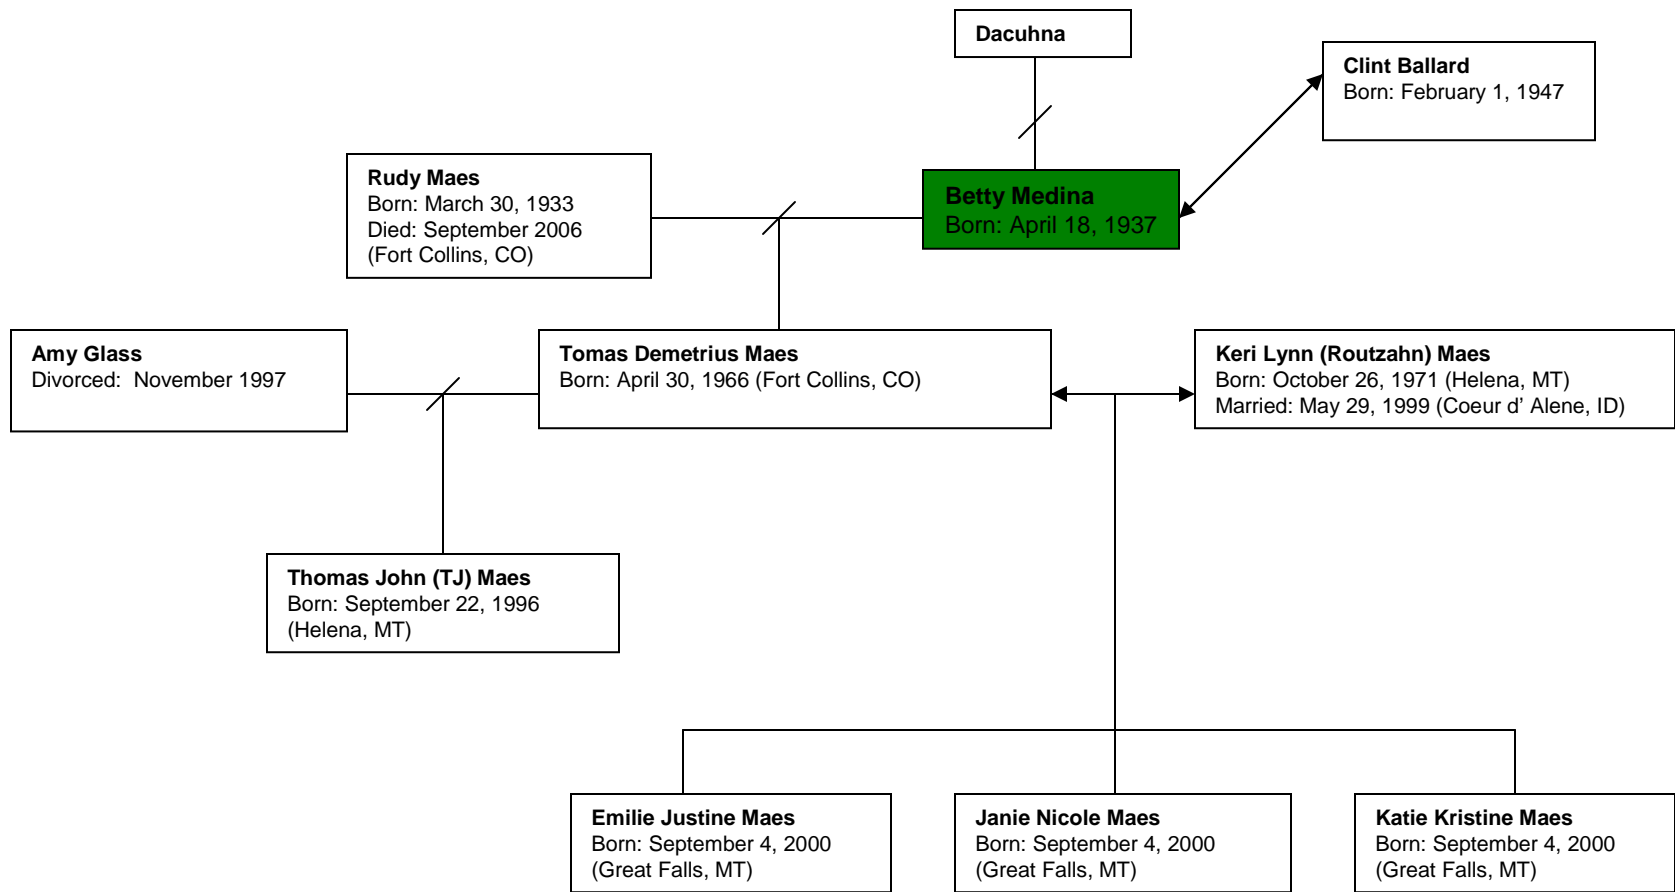 Dacuhna
Clint Ballard
Born: February 1, 1947
Rudy Maes
Born: March 30, 1933
Died: September 2006
(Fort Collins, CO)
Betty Medina
Born: April 18, 1937
Amy Glass
Divorced:  November 1997
Tomas Demetrius Maes
Born: April 30, 1966 (Fort Collins, CO)
Keri Lynn (Routzahn) Maes
Born: October 26, 1971 (Helena, MT)
Married: May 29, 1999 (Coeur d’ Alene, ID)
Thomas John (TJ) Maes
Born: September 22, 1996
(Helena, MT)
Emilie Justine Maes
Born: September 4, 2000
(Great Falls, MT)
Janie Nicole Maes
Born: September 4, 2000
(Great Falls, MT)
Katie Kristine Maes
Born: September 4, 2000
(Great Falls, MT)